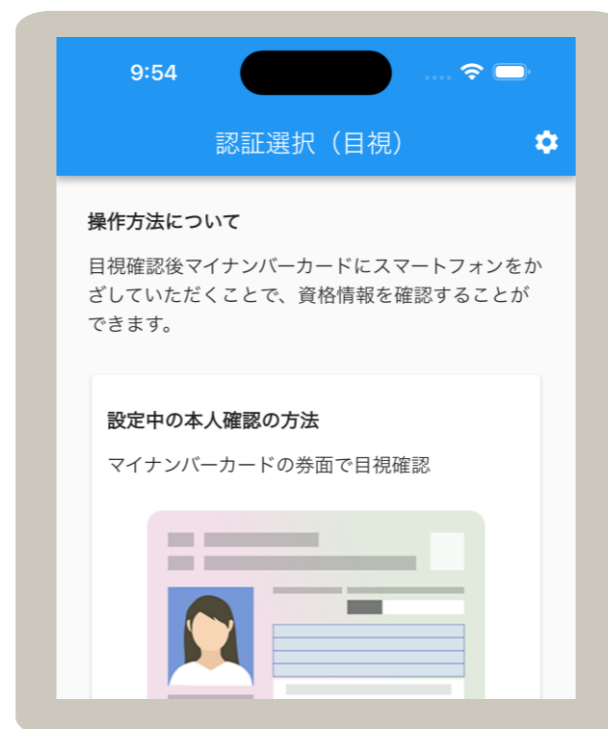 9:54
認証選択（目視）
操作方法について
目視確認後マイナンバーカードにスマートフォンをか
ざしていただくことで、資格情報を確認することが
できます。
設定中の本人確認の方法
マイナンバーカードの券面で目視確認